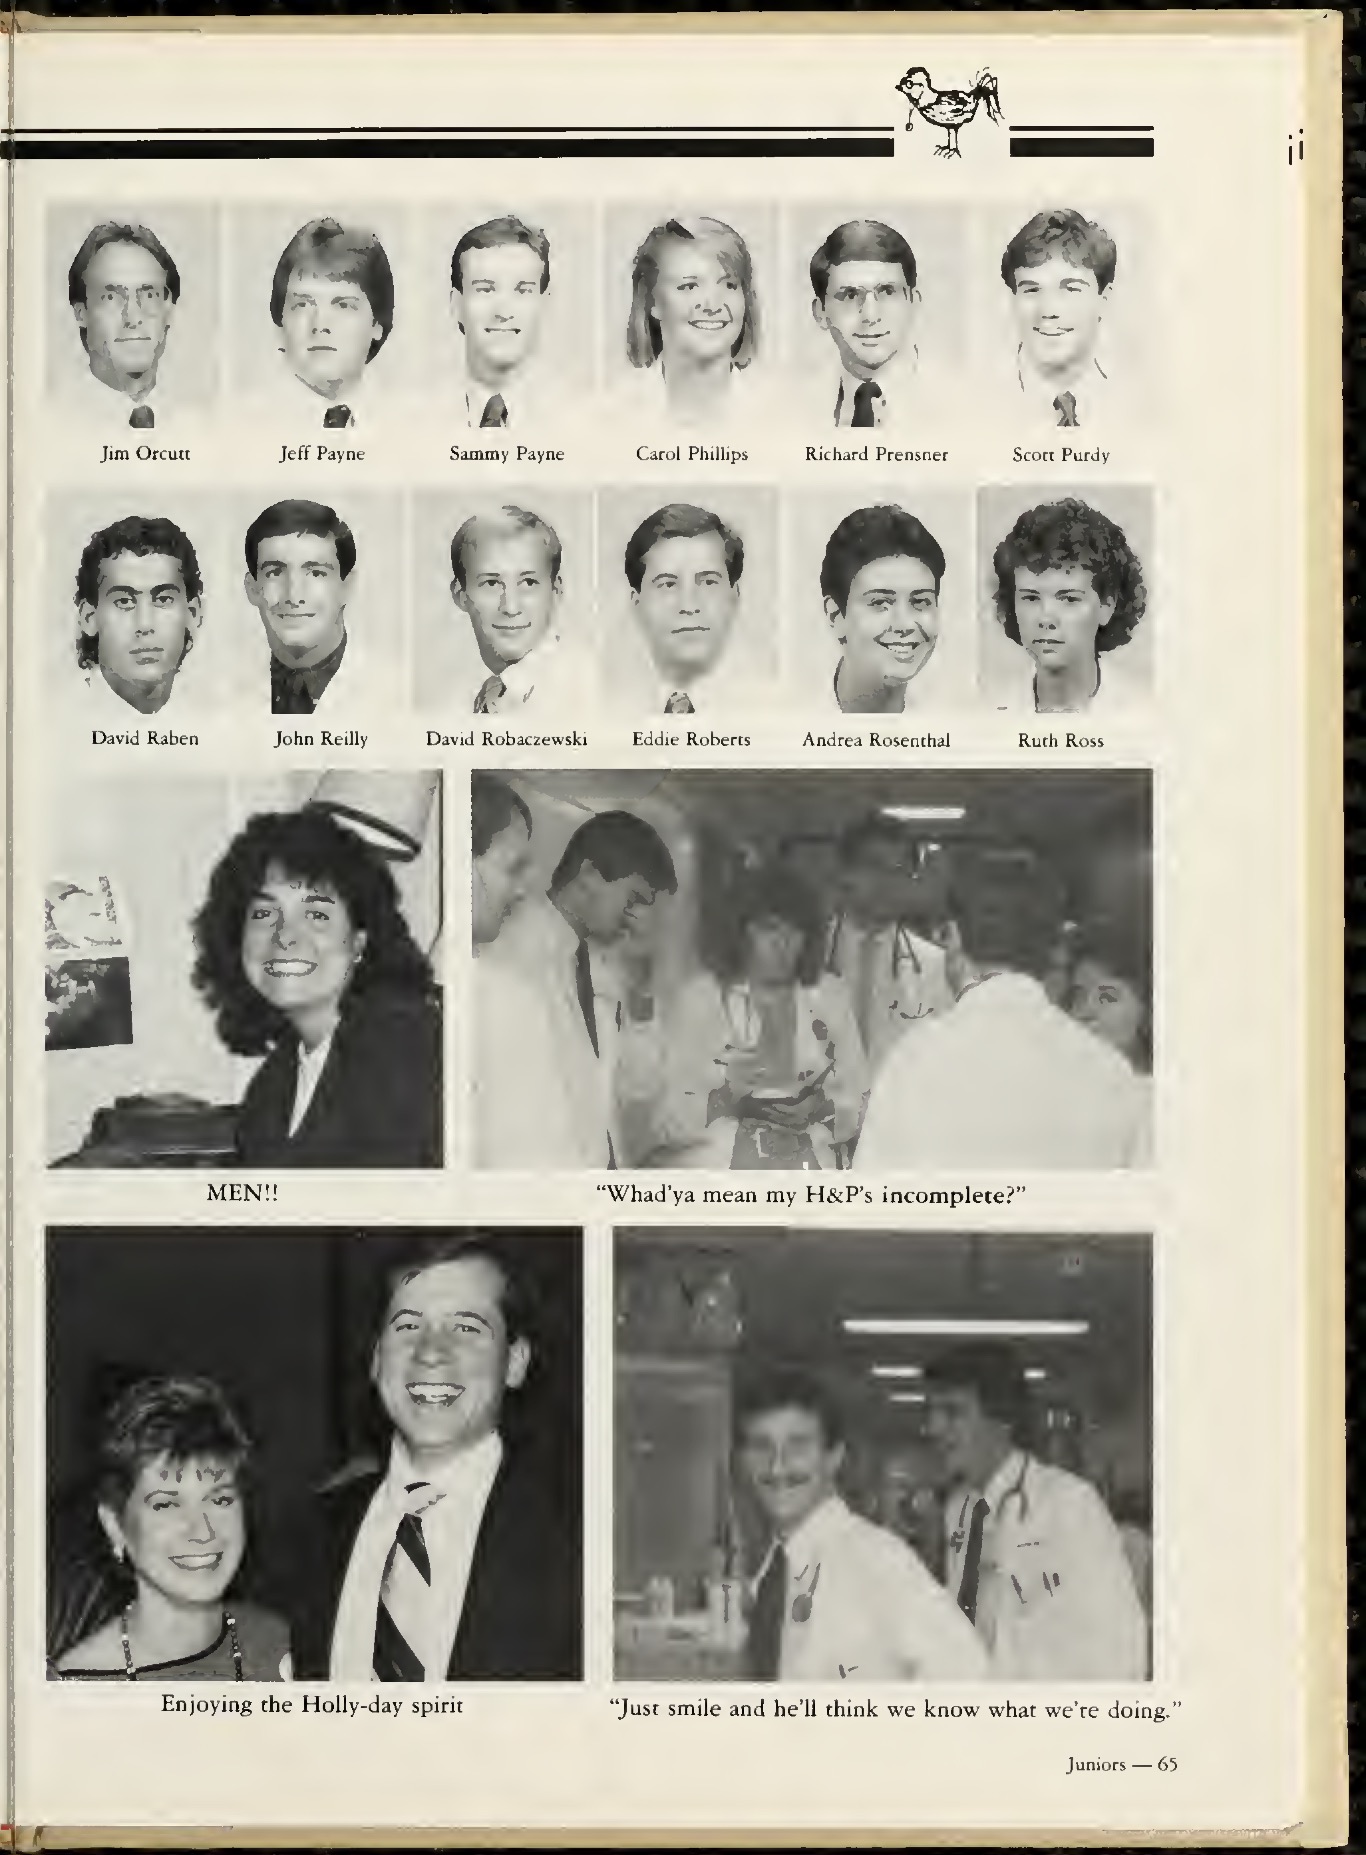 Jim Orcutt Jeff Payne Sammy Payne Carol Phillips Richard Prensner Scott Purdy
David Raben John Reilly David Robaczewski Eddie Roberts Andrea Rosenthal Ruth Ross
MEN!! "Whad'ya mean my H&P's incomplete?"
Enjoying the Holly-day spirit "Just smile and he'll think we know what we're doing."
Juniors — 65